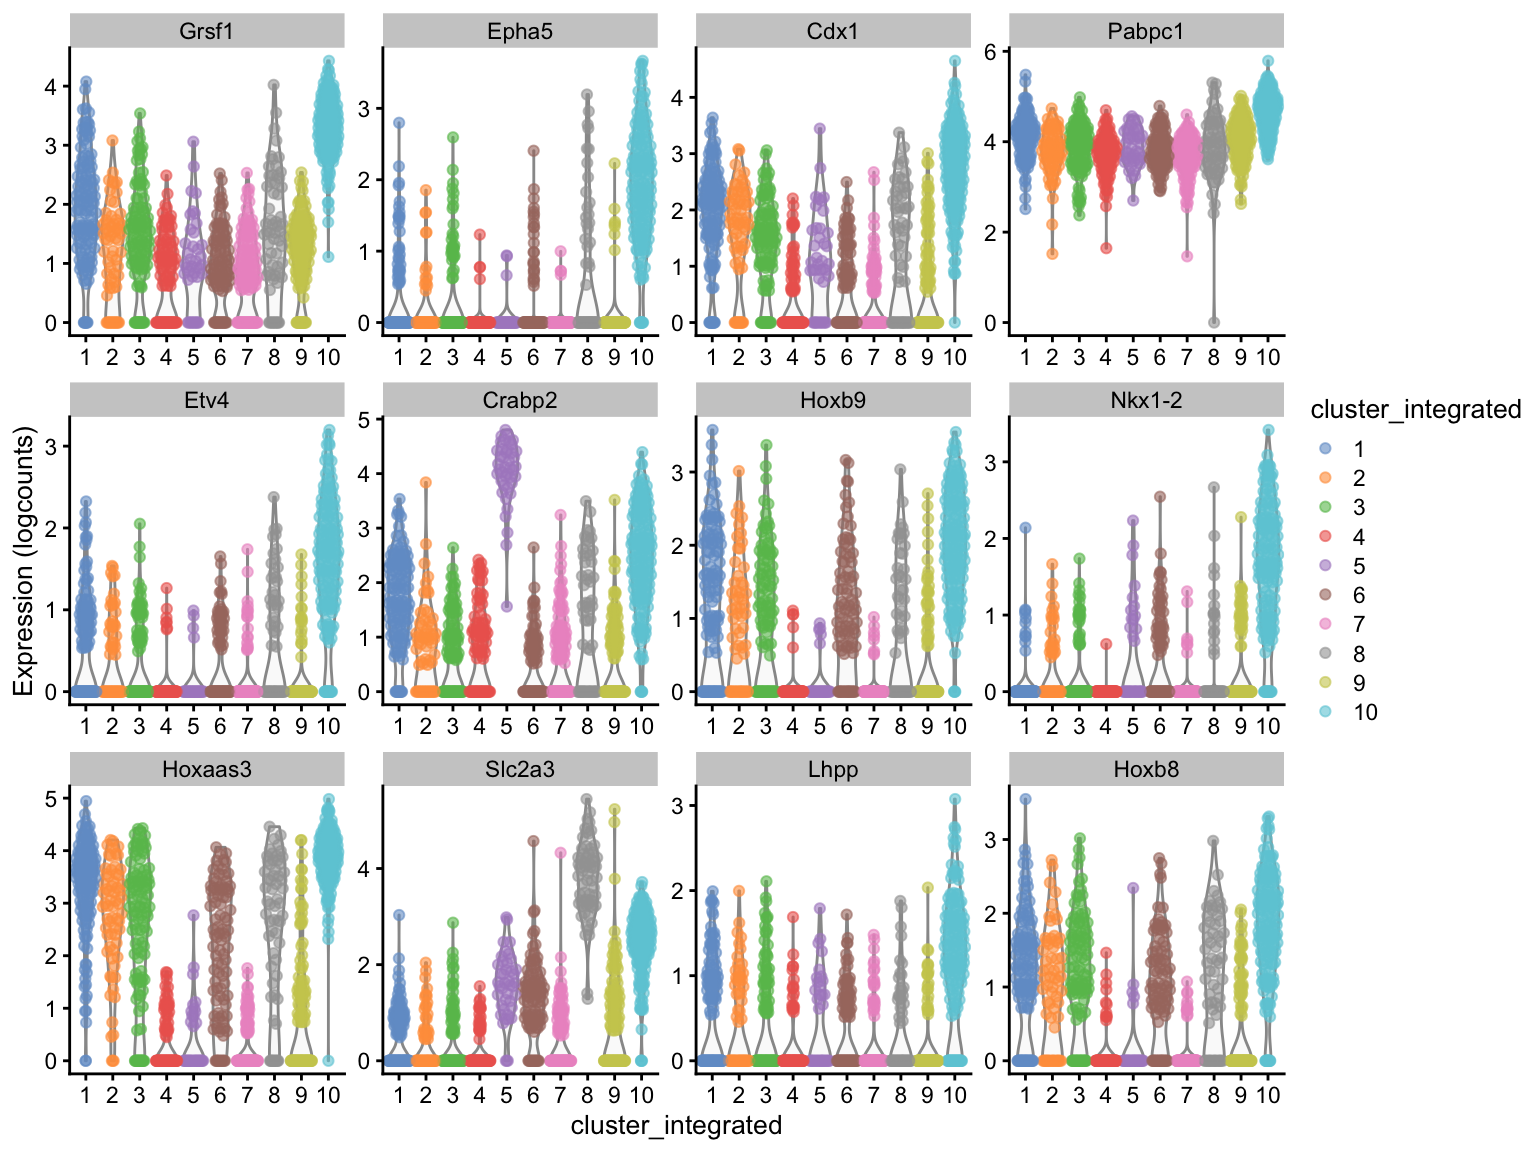 Grsf1 Epha5 Cdx1 Pabpc1
4 3 2 1 0
3 2 1 0
4 3 2 1 0
6 4 2 0
1 2 3 4 5 6 7 8 9 10 1 2 3 4 5 6 7 8 9 10 1 2 3 4 5 6 7 8 9 10 1 2 3 4 5 6 7 8 9 10
Etv4 Crabp2 Hoxb9 Nkx1-2
3 2 1 0
5 4 3 2 1 0
3 2 1 0
3 2 1 0
1 2 3 4 5 6 7 8 9 10 1 2 3 4 5 6 7 8 9 10 1 2 3 4 5 6 7 8 9 10 1 2 3 4 5 6 7 8 9 10
Hoxaas3 Slc2a3 Lhpp Hoxb8
5 4 3 2 1 0
4 2 0
3 2 1 0
3 2 1 0
1 2 3 4 5 6 7 8 9 10 1 2 3 4 5 6 7 8 9 10 1 2 3 4 5 6 7 8 9 10 1 2 3 4 5 6 7 8 9 10
Expression (logcounts)
cluster_integrated
cluster_integrated
1
2
3
4
5
6
7
8
9
10